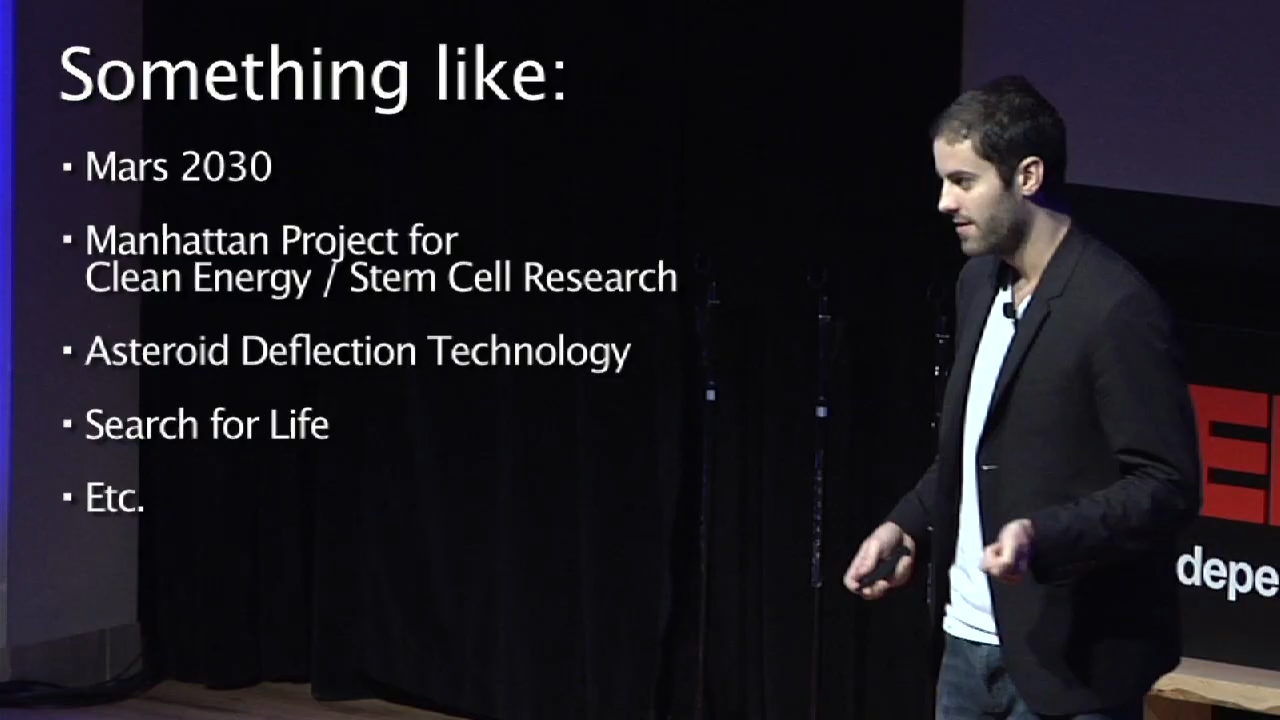 Something like:
▪ Mars 2030
▪ Manhattan Project for
Clean Energy / Stem Cell Research
▪ Asteroid Deflection Technology
▪ Search for Life
▪ Etc.
E
depe